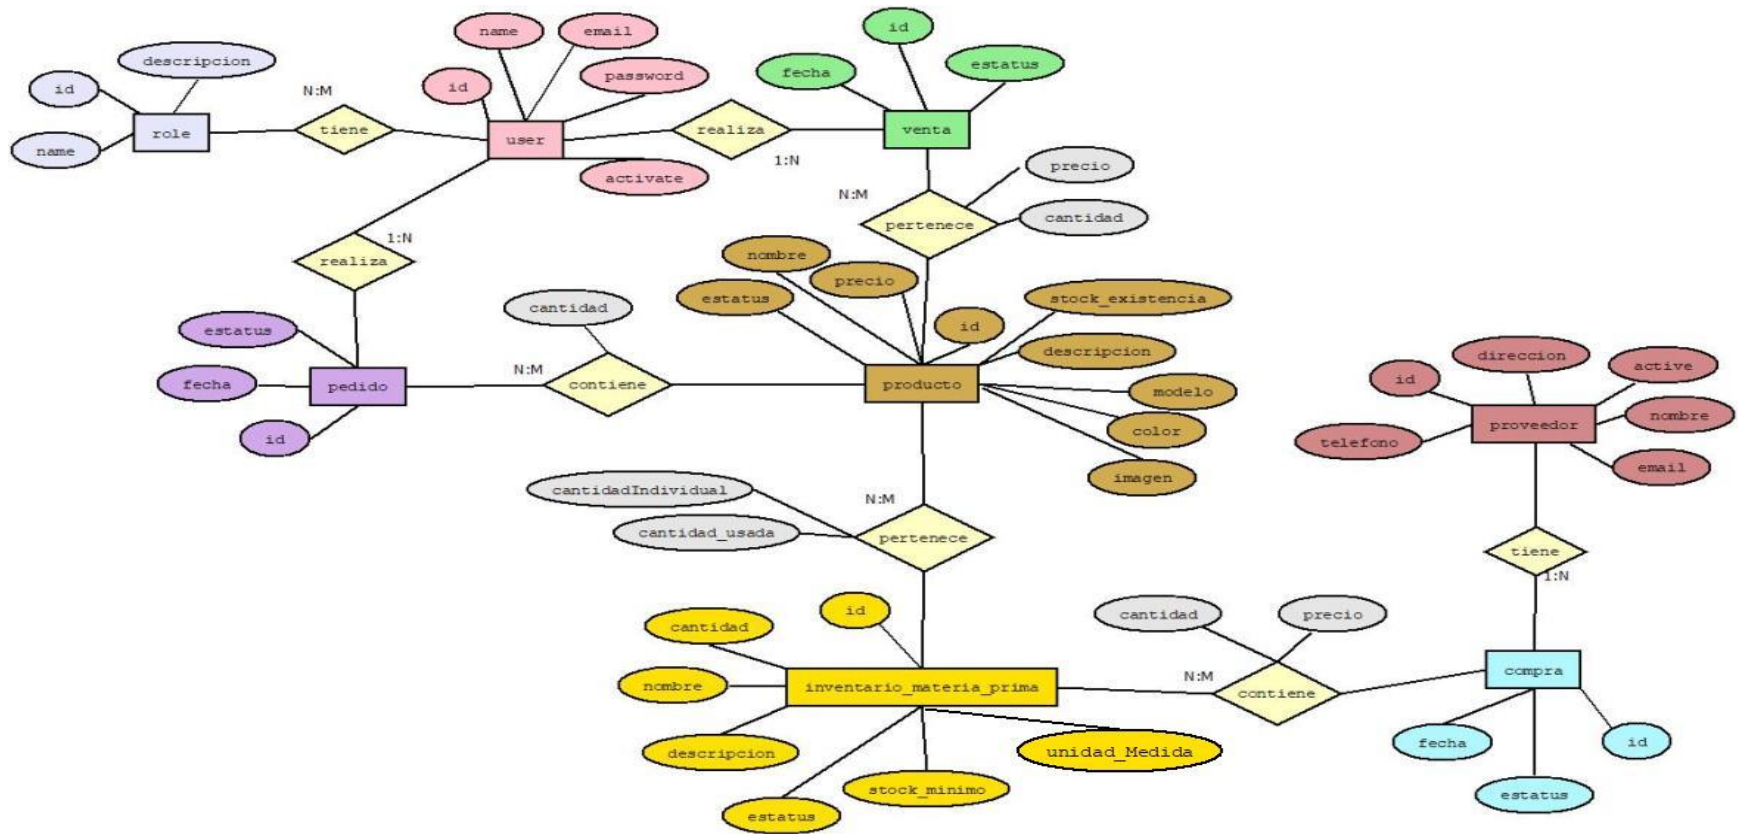 name
email
id
descripcion
estatus
fecha
password
id
id
N:M
precio
role
tiene
user
realiza
venta
name
1:N
activate
N:M
cantidad
pertenece
1:N
nombre
realiza
precio
estatus
stock_existencia
cantidad
id
estatus
descripcion
direccion
active
N:M
id
fecha
pedido
contiene
producto
modelo
nombre
color
proveedor
id
telefono
imagen
email
cantidadIndividual
N:M
cantidad_usada
pertenece
tiene
1:N
id
cantidad
cantidad
precio
compra
nombre
inventario_materia_prima
N:M
contiene
descripcion
unidad_Medida
fecha
id
stock_minimo
estatus
estatus